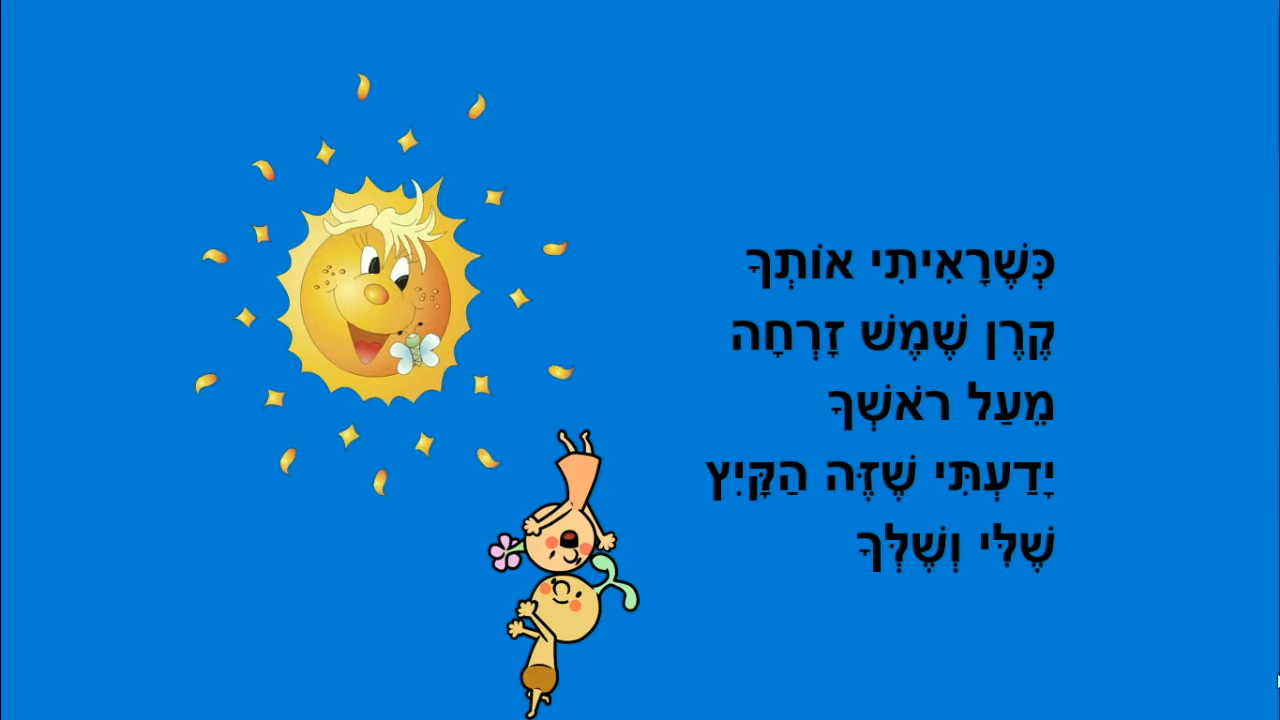 כְּשֶׁרָאִיתִי אוֹתְךָ
קֶרֶן שֶׁמֶשׁ זָרְחָה
מֵעַל רֹאשְׁךָ
יָדַעְתִּי שֶׁזֶּה הַקָּיִץ
שֶׁלִּי וְשֶׁלְּךָ